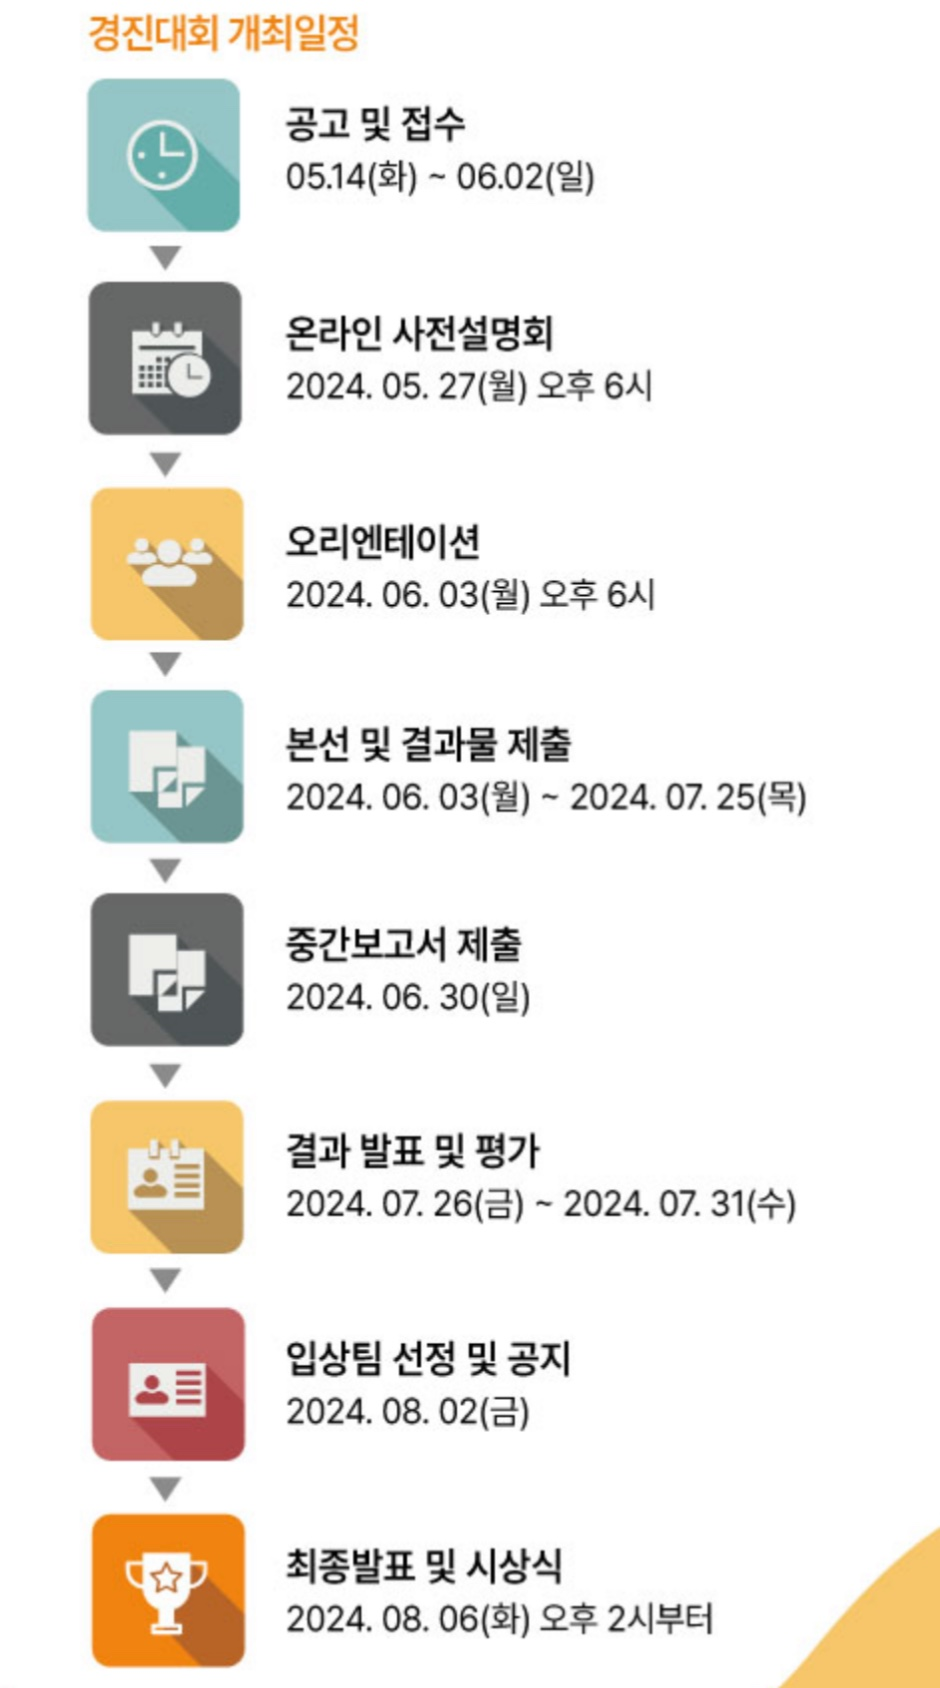 경진대회 개최일정
공고 및 접수
05.14(화) ~ 06.02(일)
온라인 사전설명회
2024. 05. 27(월) 오후 6시
오리엔테이션
2024. 06. 03(월) 오후 6시
본선 및 결과물 제출
2024. 06. 03(월) ~ 2024. 07. 25(목)
중간보고서 제출
2024. 06. 30(일)
결과 발표 및 평가
2024. 07. 26(금) ~ 2024. 07. 31(수)
입상팀 선정 및 공지
2024. 08. 02(금)
최종발표 및 시상식
2024. 08. 06(화) 오후 2시부터